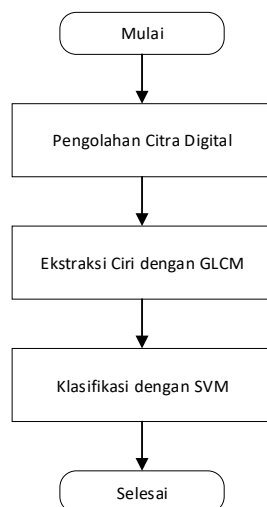 Mulai
Pengolahan Citra Digital
Ekstraksi Ciri dengan GLCM
Klasifikasi dengan SVM
Selesai